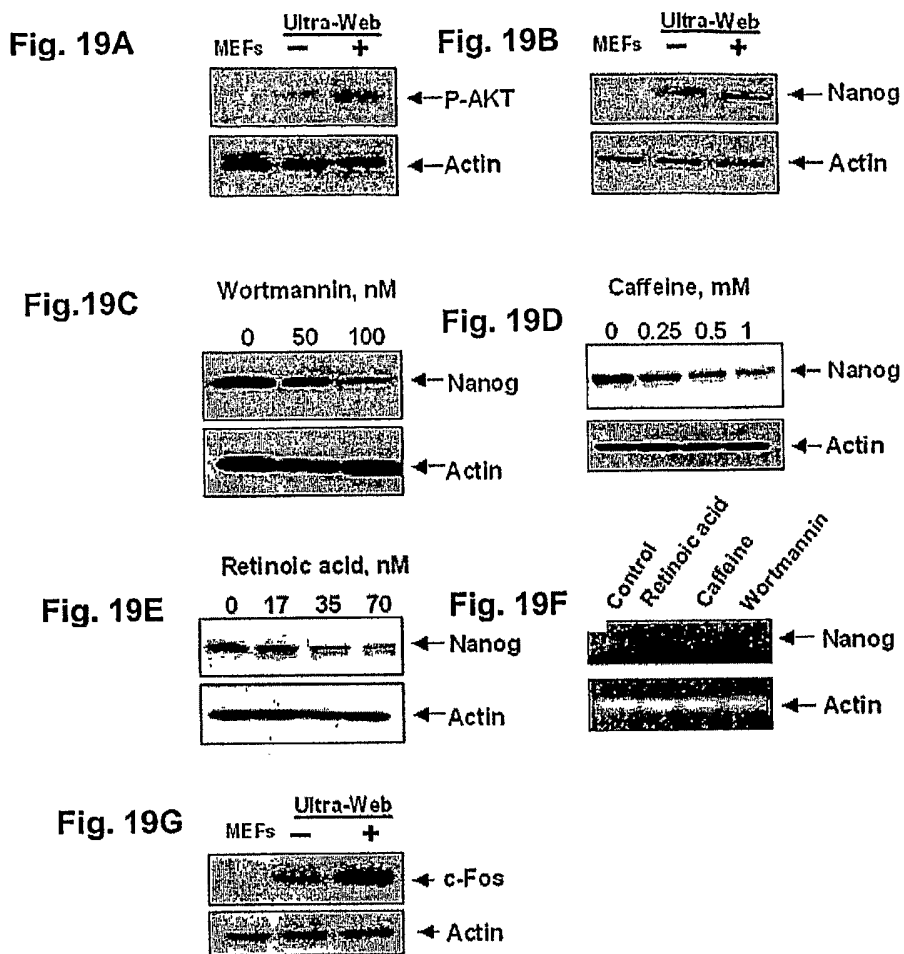 Fig. 19A
Ultra-Web
MEFs − +
P-AKT
Actin
Fig. 19B
Ultra-Web
MEFs − +
Nanog
Actin
Fig.19C
Wortmannin, nM
0 50 100
Nanog
Actin
Fig. 19D
Caffeine, mM
0 0.25 0.5 1
Nanog
Actin
Fig. 19E
Retinoic acid, nM
0 17 35 70
Nanog
Actin
Fig. 19F
Control
Retinoic acid
Caffeine
Wortmannin
Nanog
Actin
Fig. 19G
Ultra-Web
MEFs − +
c-Fos
Actin